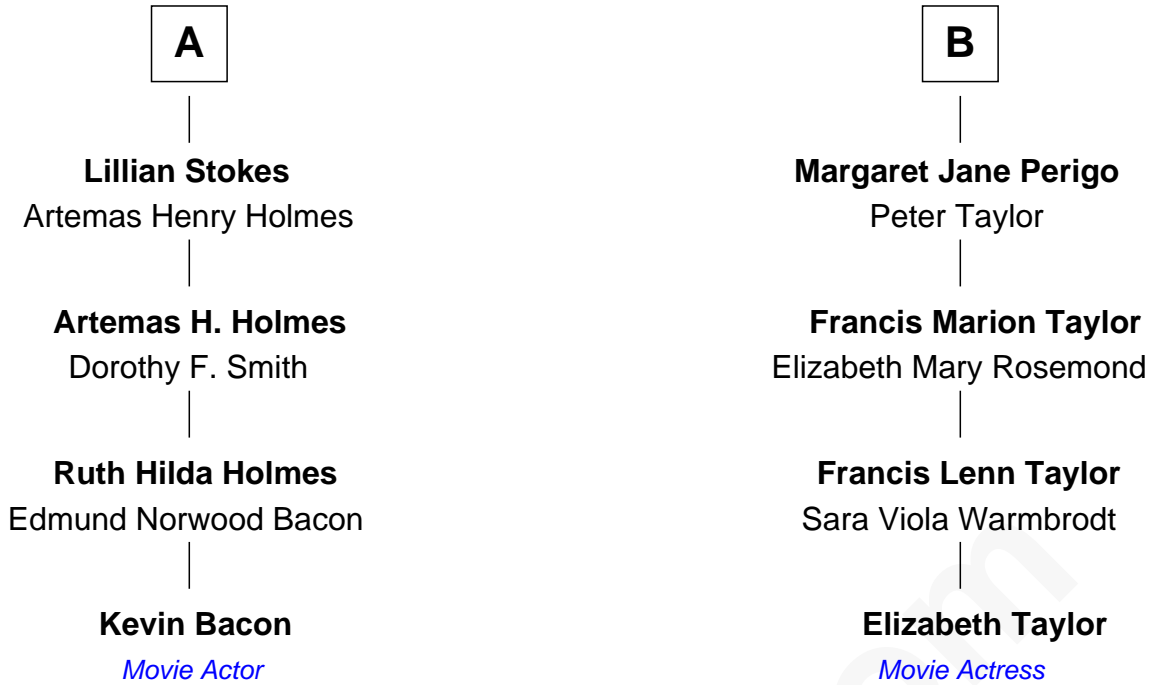 A
Lillian Stokes
Artemas Henry Holmes
Artemas H. Holmes
Dorothy F. Smith
Ruth Hilda Holmes
Edmund Norwood Bacon
Kevin Bacon
Movie Actor
B
Margaret Jane Perigo
Peter Taylor
Francis Marion Taylor
Elizabeth Mary Rosemond
Francis Lenn Taylor
Sara Viola Warmbrodt
Elizabeth Taylor
Movie Actress
om